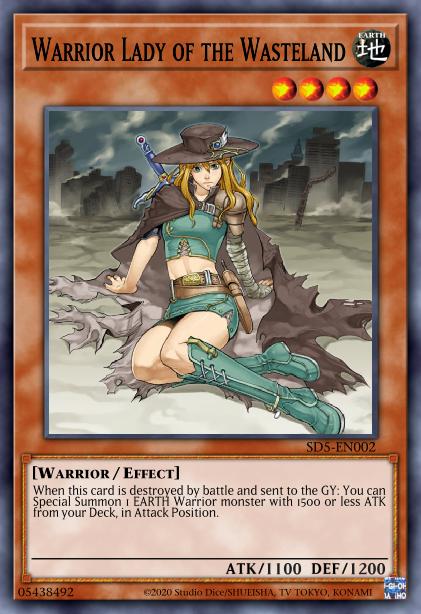 WARRIOR LADY OF THE WASTELAND
EARTH
地
SD5-EN002
[WARRIOR / EFFECT]
When this card is destroyed by battle and sent to the GY: You can
Special Summon 1 EARTH Warrior monster with 1500 or less ATK
from your Deck, in Attack Position.
ATK/1100 DEF/1200
05438492
©2020 Studio Dice/SHUEISHA, TV TOKYO, KONAMI